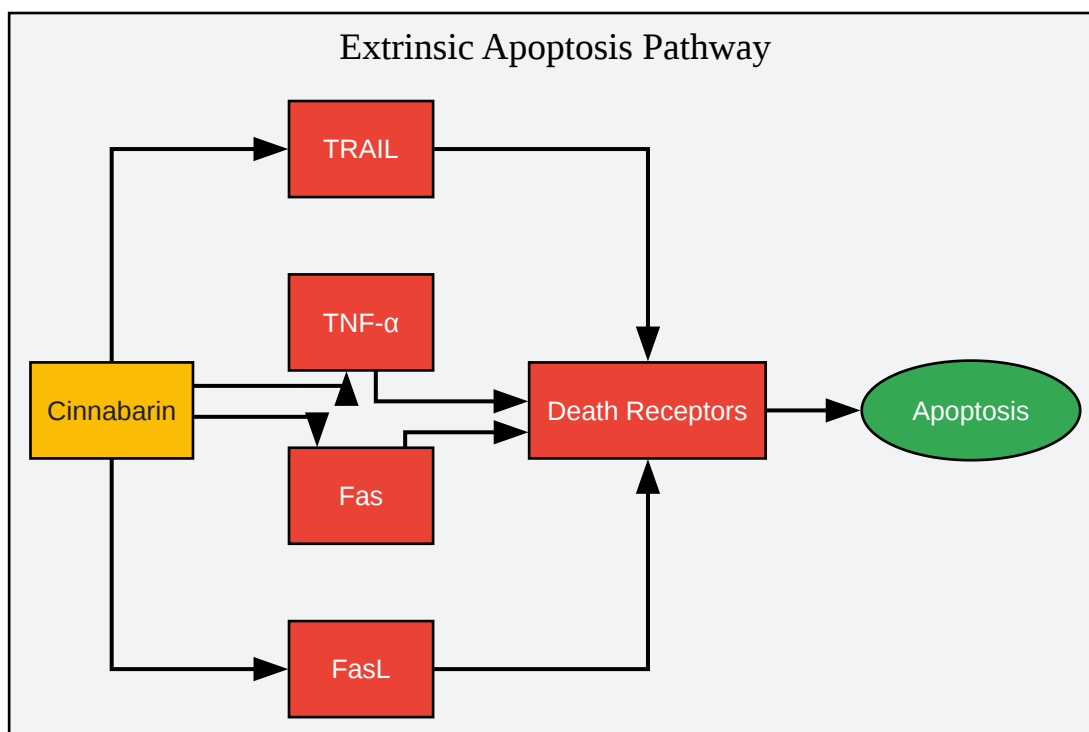 Extrinsic Apoptosis Pathway
TRAIL
TNF-α
Cinnabarin
Death Receptors
Apoptosis
Fas
FasL